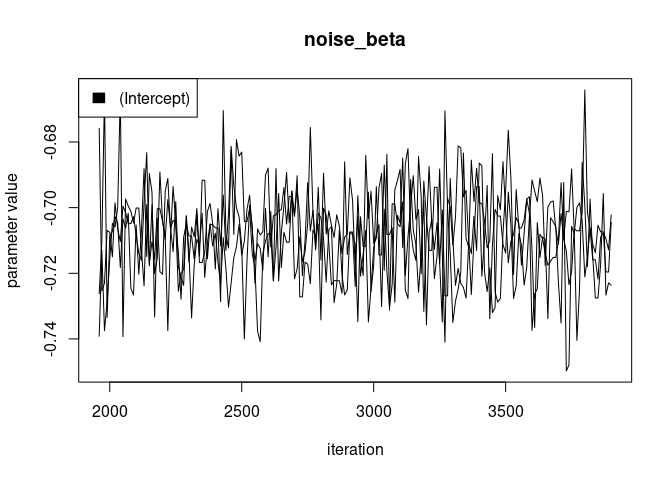 noise_beta
(Intercept)
parameter value
-0.68
-0.70
-0.72
-0.74
2000 2500 3000 3500
iteration